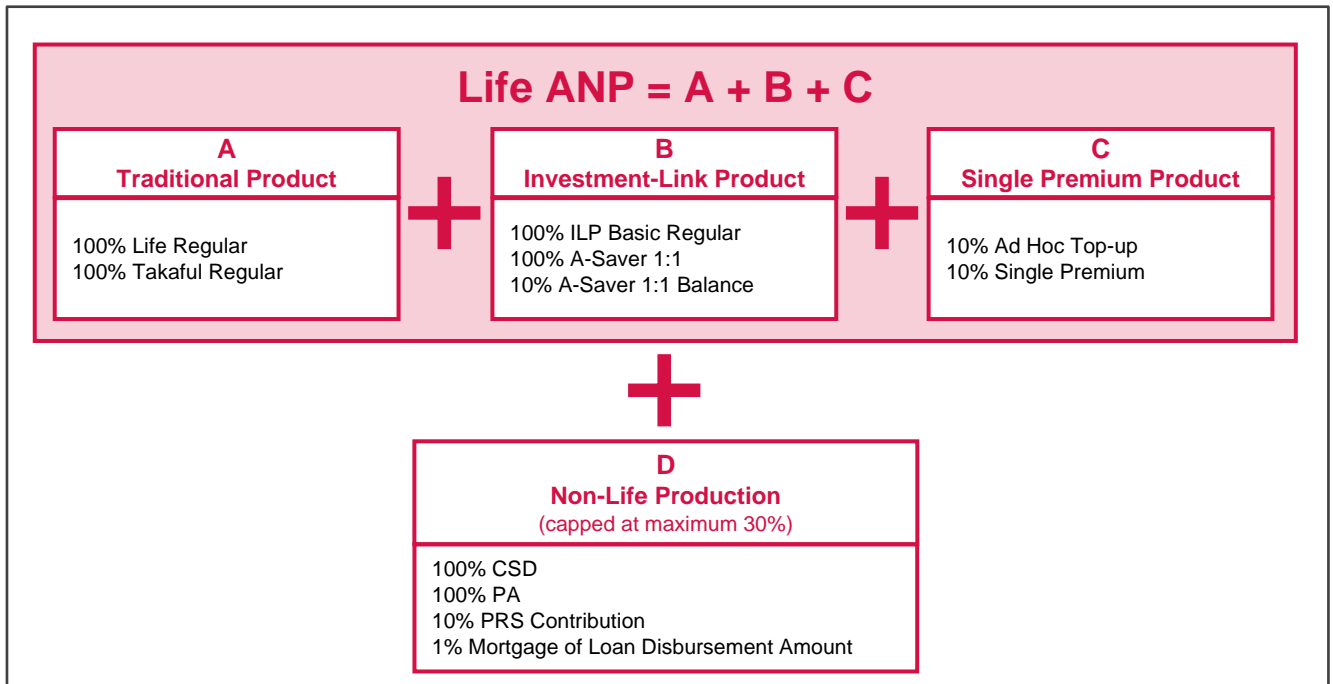 Life ANP = A + B + C
A
Traditional Product
100% Life Regular
100% Takaful Regular
+
B
Investment-Link Product
100% ILP Basic Regular
100% A-Saver 1:1
10% A-Saver 1:1 Balance
+
C
Single Premium Product
10% Ad Hoc Top-up
10% Single Premium
+
D
Non-Life Production
(capped at maximum 30%)
100% CSD
100% PA
10% PRS Contribution
1% Mortgage of Loan Disbursement Amount